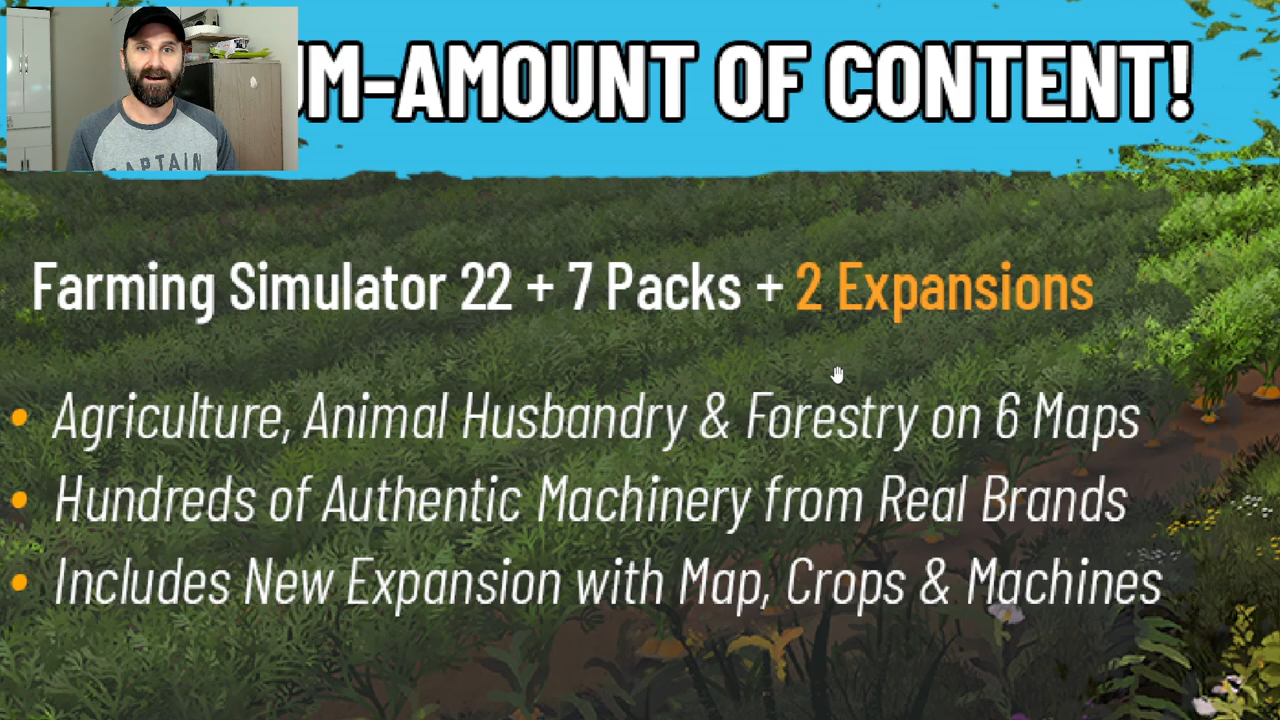 UM-AMOUNT OF CONTENT!
CAPTAIN
Farming Simulator 22 + 7 Packs + 2 Expansions
• Agriculture, Animal Husbandry & Forestry on 6 Maps
• Hundreds of Authentic Machinery from Real Brands
• Includes New Expansion with Map, Crops & Machines